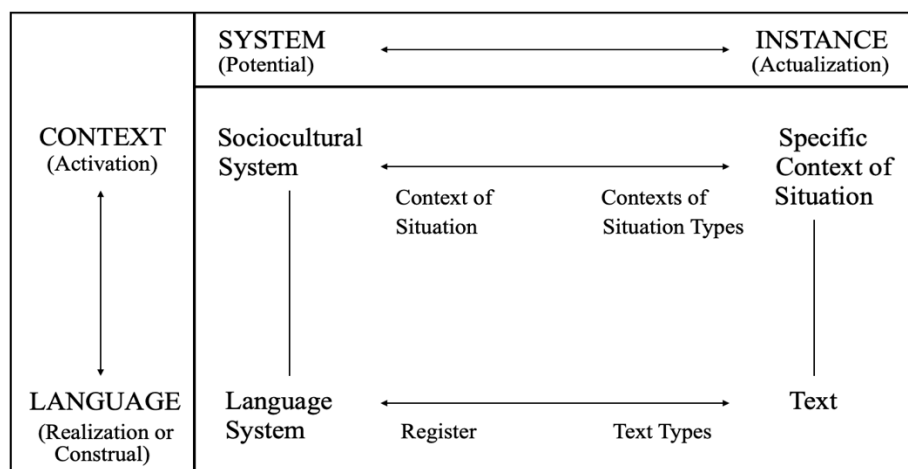 SYSTEM
(Potential)
INSTANCE
(Actualization)
CONTEXT
(Activation)
Sociocultural
System
Specific
Context of
Situation
Context of
Situation
Contexts of
Situation Types
LANGUAGE
(Realization or
Construal)
Language
System
Text
Register
Text Types